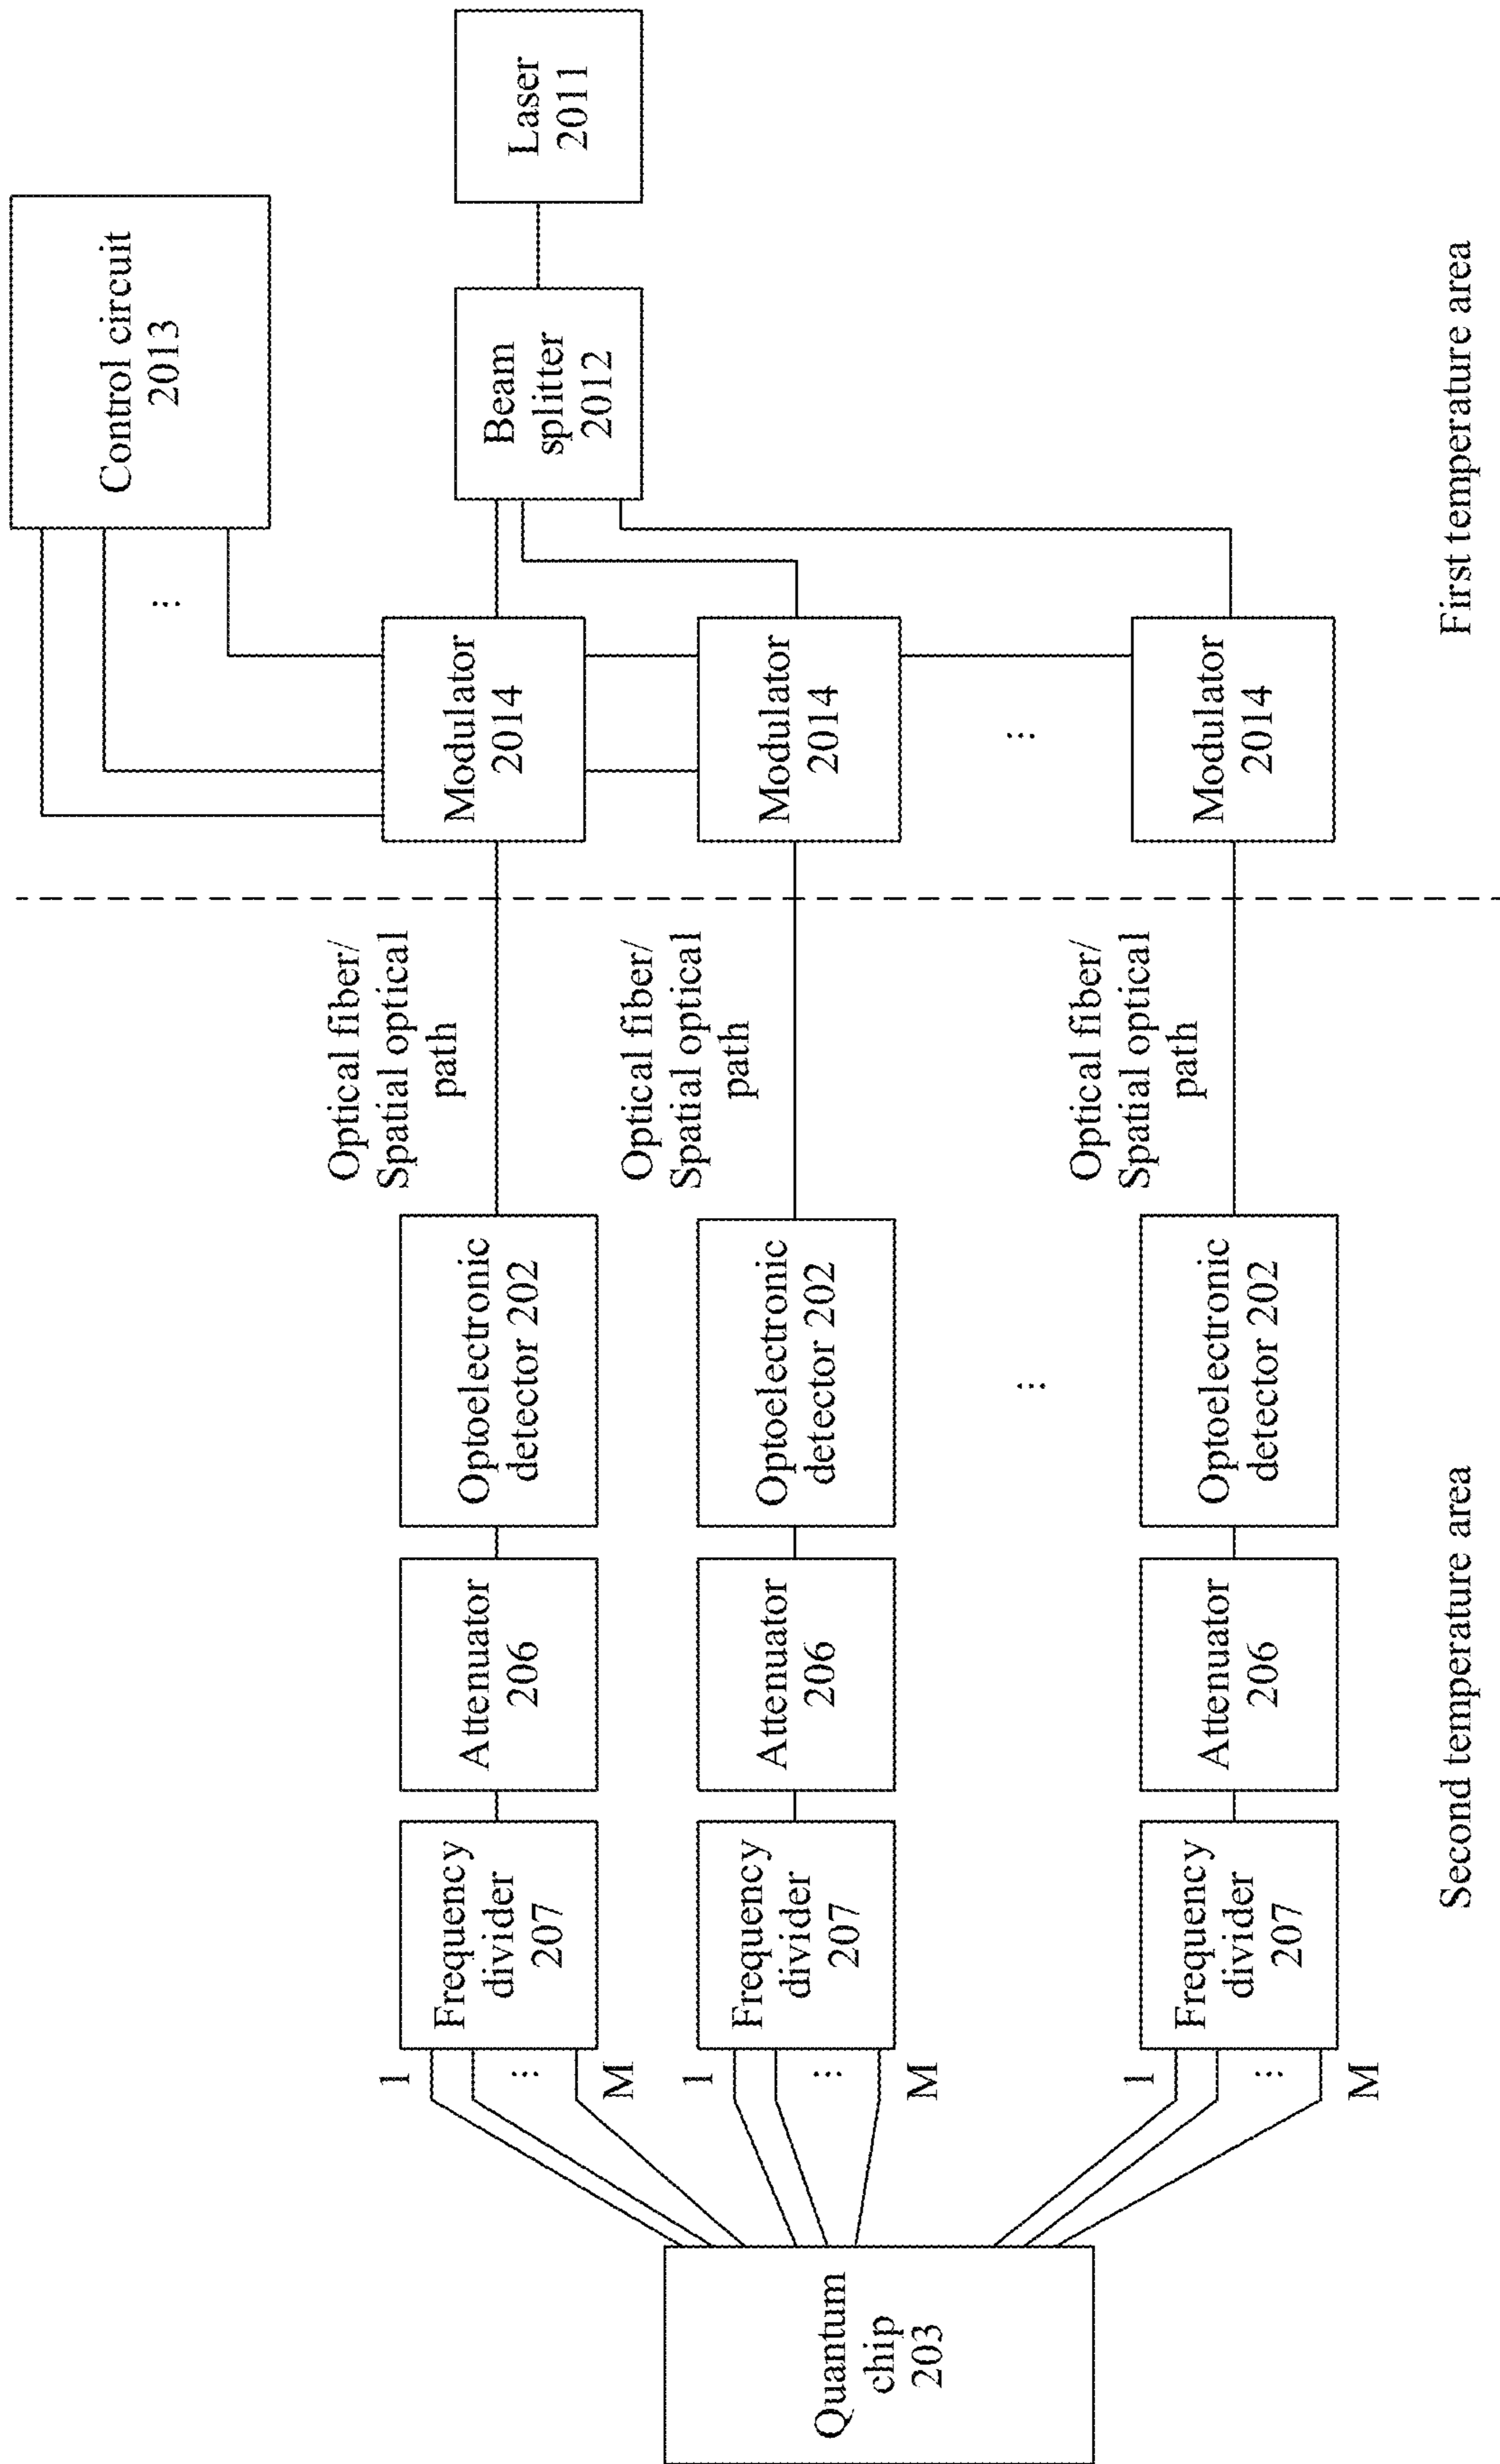 Control circuit
2013
Laser
2011
Beam
splitter
2012
⋮
Optical fiber/
Spatial optical
path
1
⋮
M
Frequency
divider
207
Attenuator
206
Optoelectronic
detector 202
Modulator
2014
Optical fiber/
Spatial optical
path
Quantum
chip
203
1
⋮
M
Frequency
divider
207
Attenuator
206
Optoelectronic
detector 202
Modulator
2014
⋮
⋮
Optical fiber/
Spatial optical
path
1
⋮
M
Frequency
divider
207
Attenuator
206
Optoelectronic
detector 202
Modulator
2014
Second temperature area
First temperature area